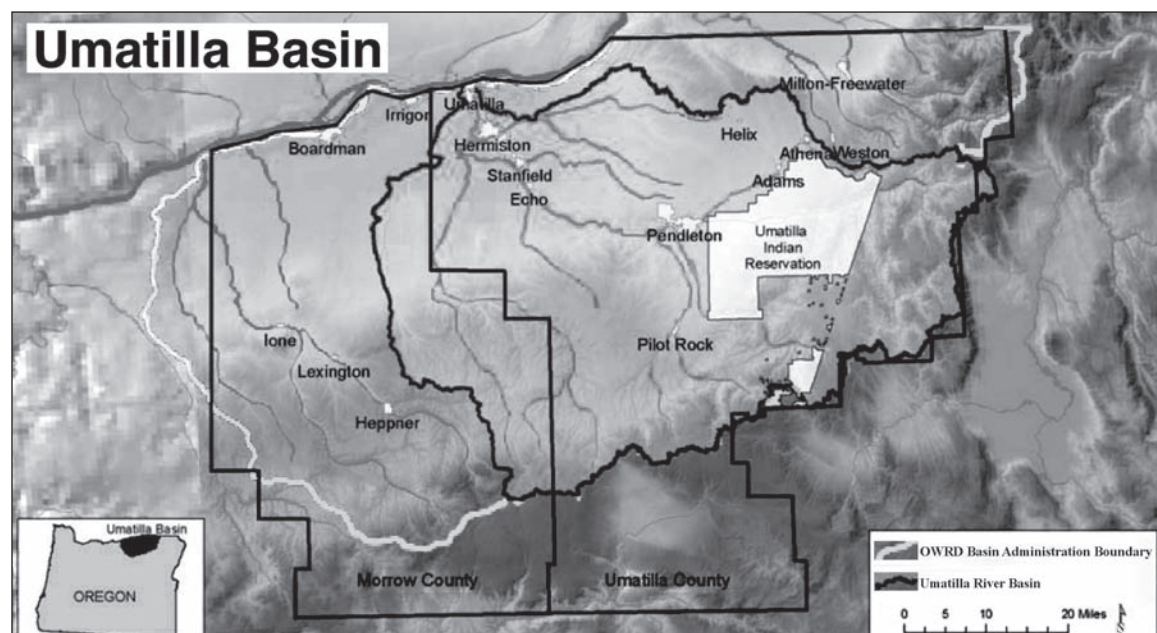 Umatilla Basin
Milton-Freewater
Umatilla
Irrigon
Boardman
Hermiston
Helix
Athena
Weston
Stanfield
Adams
Echo
Pendleton
Umatilla
Indian
Reservation
Ione
Pilot Rock
Lexington
Heppner
Umatilla Basin
OREGON
Morrow County
Umatilla County
OWRD Basin Administration Boundary
Umatilla River Basin
0 5 10 20 Miles
N
S